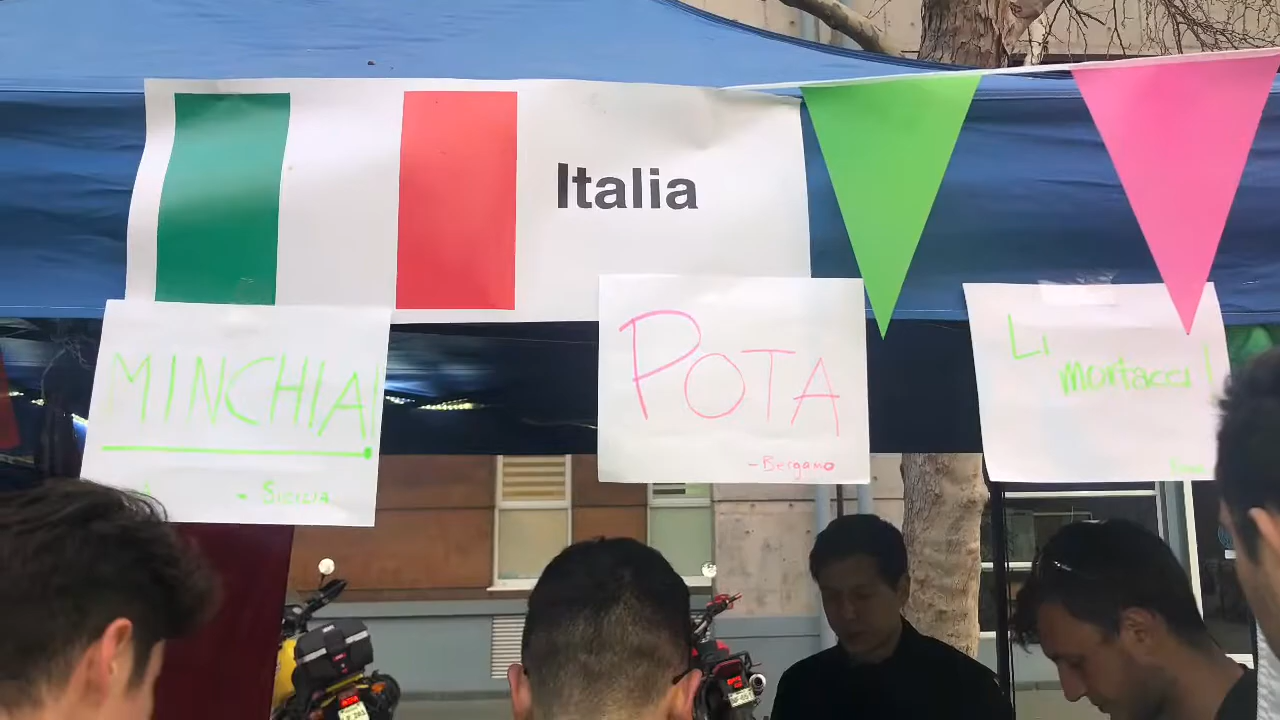 Italia
MINCHIA!
- SICILIA
POTA
- Bergamo
Li
mortacci!